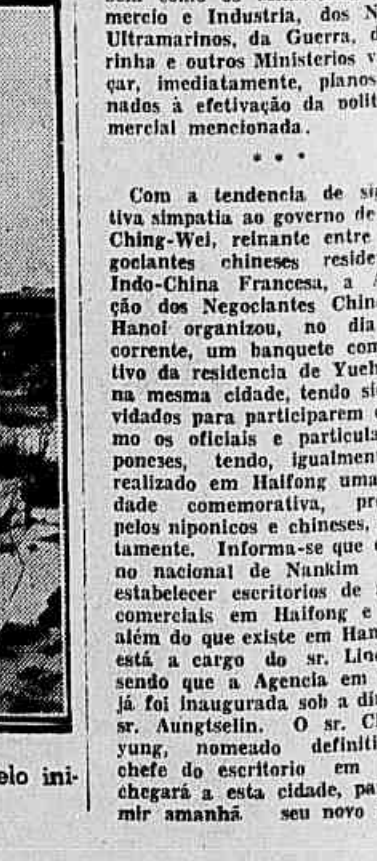 mercio e Industria, dos N
Ultramarinos, da Guerra, d
rinha e outros Ministerios v
çar, imediatamente, planos
nados à efetivação da polit
mercial mencionada.
* * *
Com a tendencia de si
tiva simpatia ao governo de
Ching-Wei, reinante entre
gociantes chineses reside
Indo-China Francesa, a A
ção dos Negociantes Chin
Hanoi organizou, no dia
corrente, um banquete com
tivo da residencia de Yueh
na mesma cidade, tendo si
vidados para participarem
mo os oficiais e particula
poneses, tendo, igualmen
realizado em Haifong uma
dade comemorativa, pr
pelos niponicos e chineses,
tamente. Informa-se que
no nacional de Nankim
estabelecer escritorios de
comerciais em Haifong e
além do que existe em Han
está a cargo do sr. Lin
sendo que a Agencia em
já foi inaugurada sob a di
sr. Aungtselin. O sr. C
yung, nomeado definiti
chefe do escritorio em
chegará a esta cidade, pa
mir amanhã seu novo
elo ini-